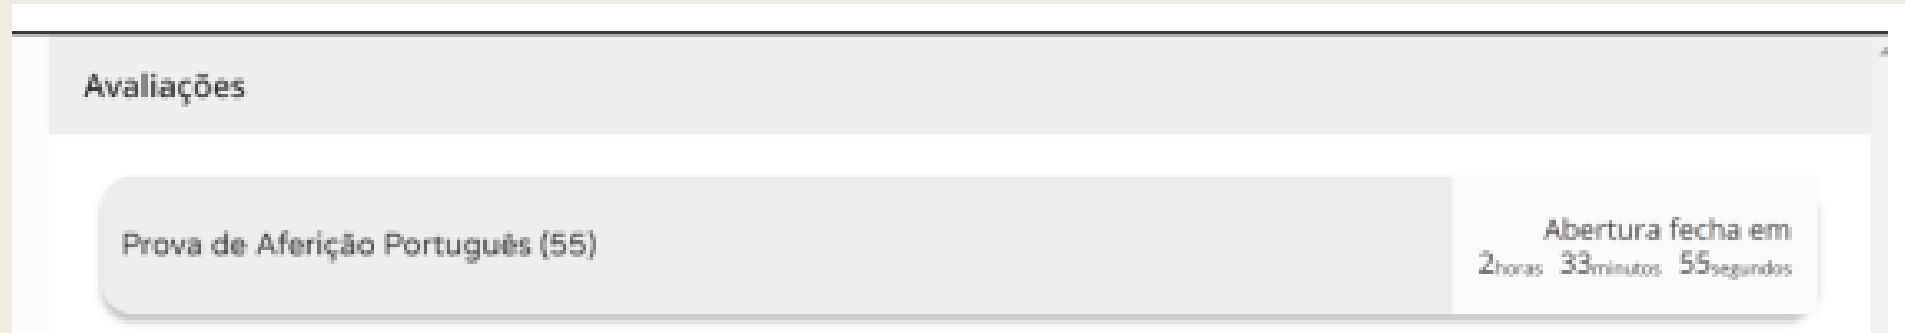 Avaliações
Prova de Aferição Português (55)
Abertura fecha em
2horas 33minutos 55segundos